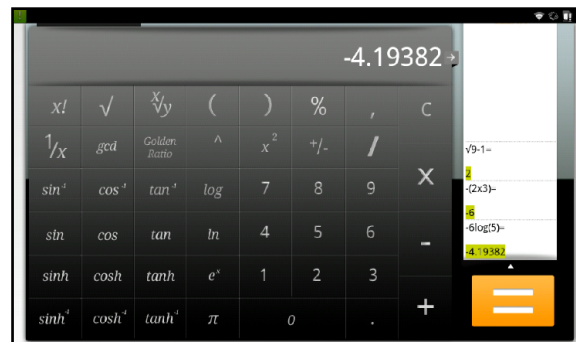 -4.19382
x! √ ˣ√y ( ) % , C
1/x gcd Golden Ratio ^ x² +/- /
sin⁻¹ cos⁻¹ tan⁻¹ log 7 8 9 X
sin cos tan ln 4 5 6 -
sinh cosh tanh eˣ 1 2 3
sinh⁻¹ cosh⁻¹ tanh⁻¹ π 0 . +
√9-1=
2
-(2x3)=
-6
-6log(5)=
-4.19382
=